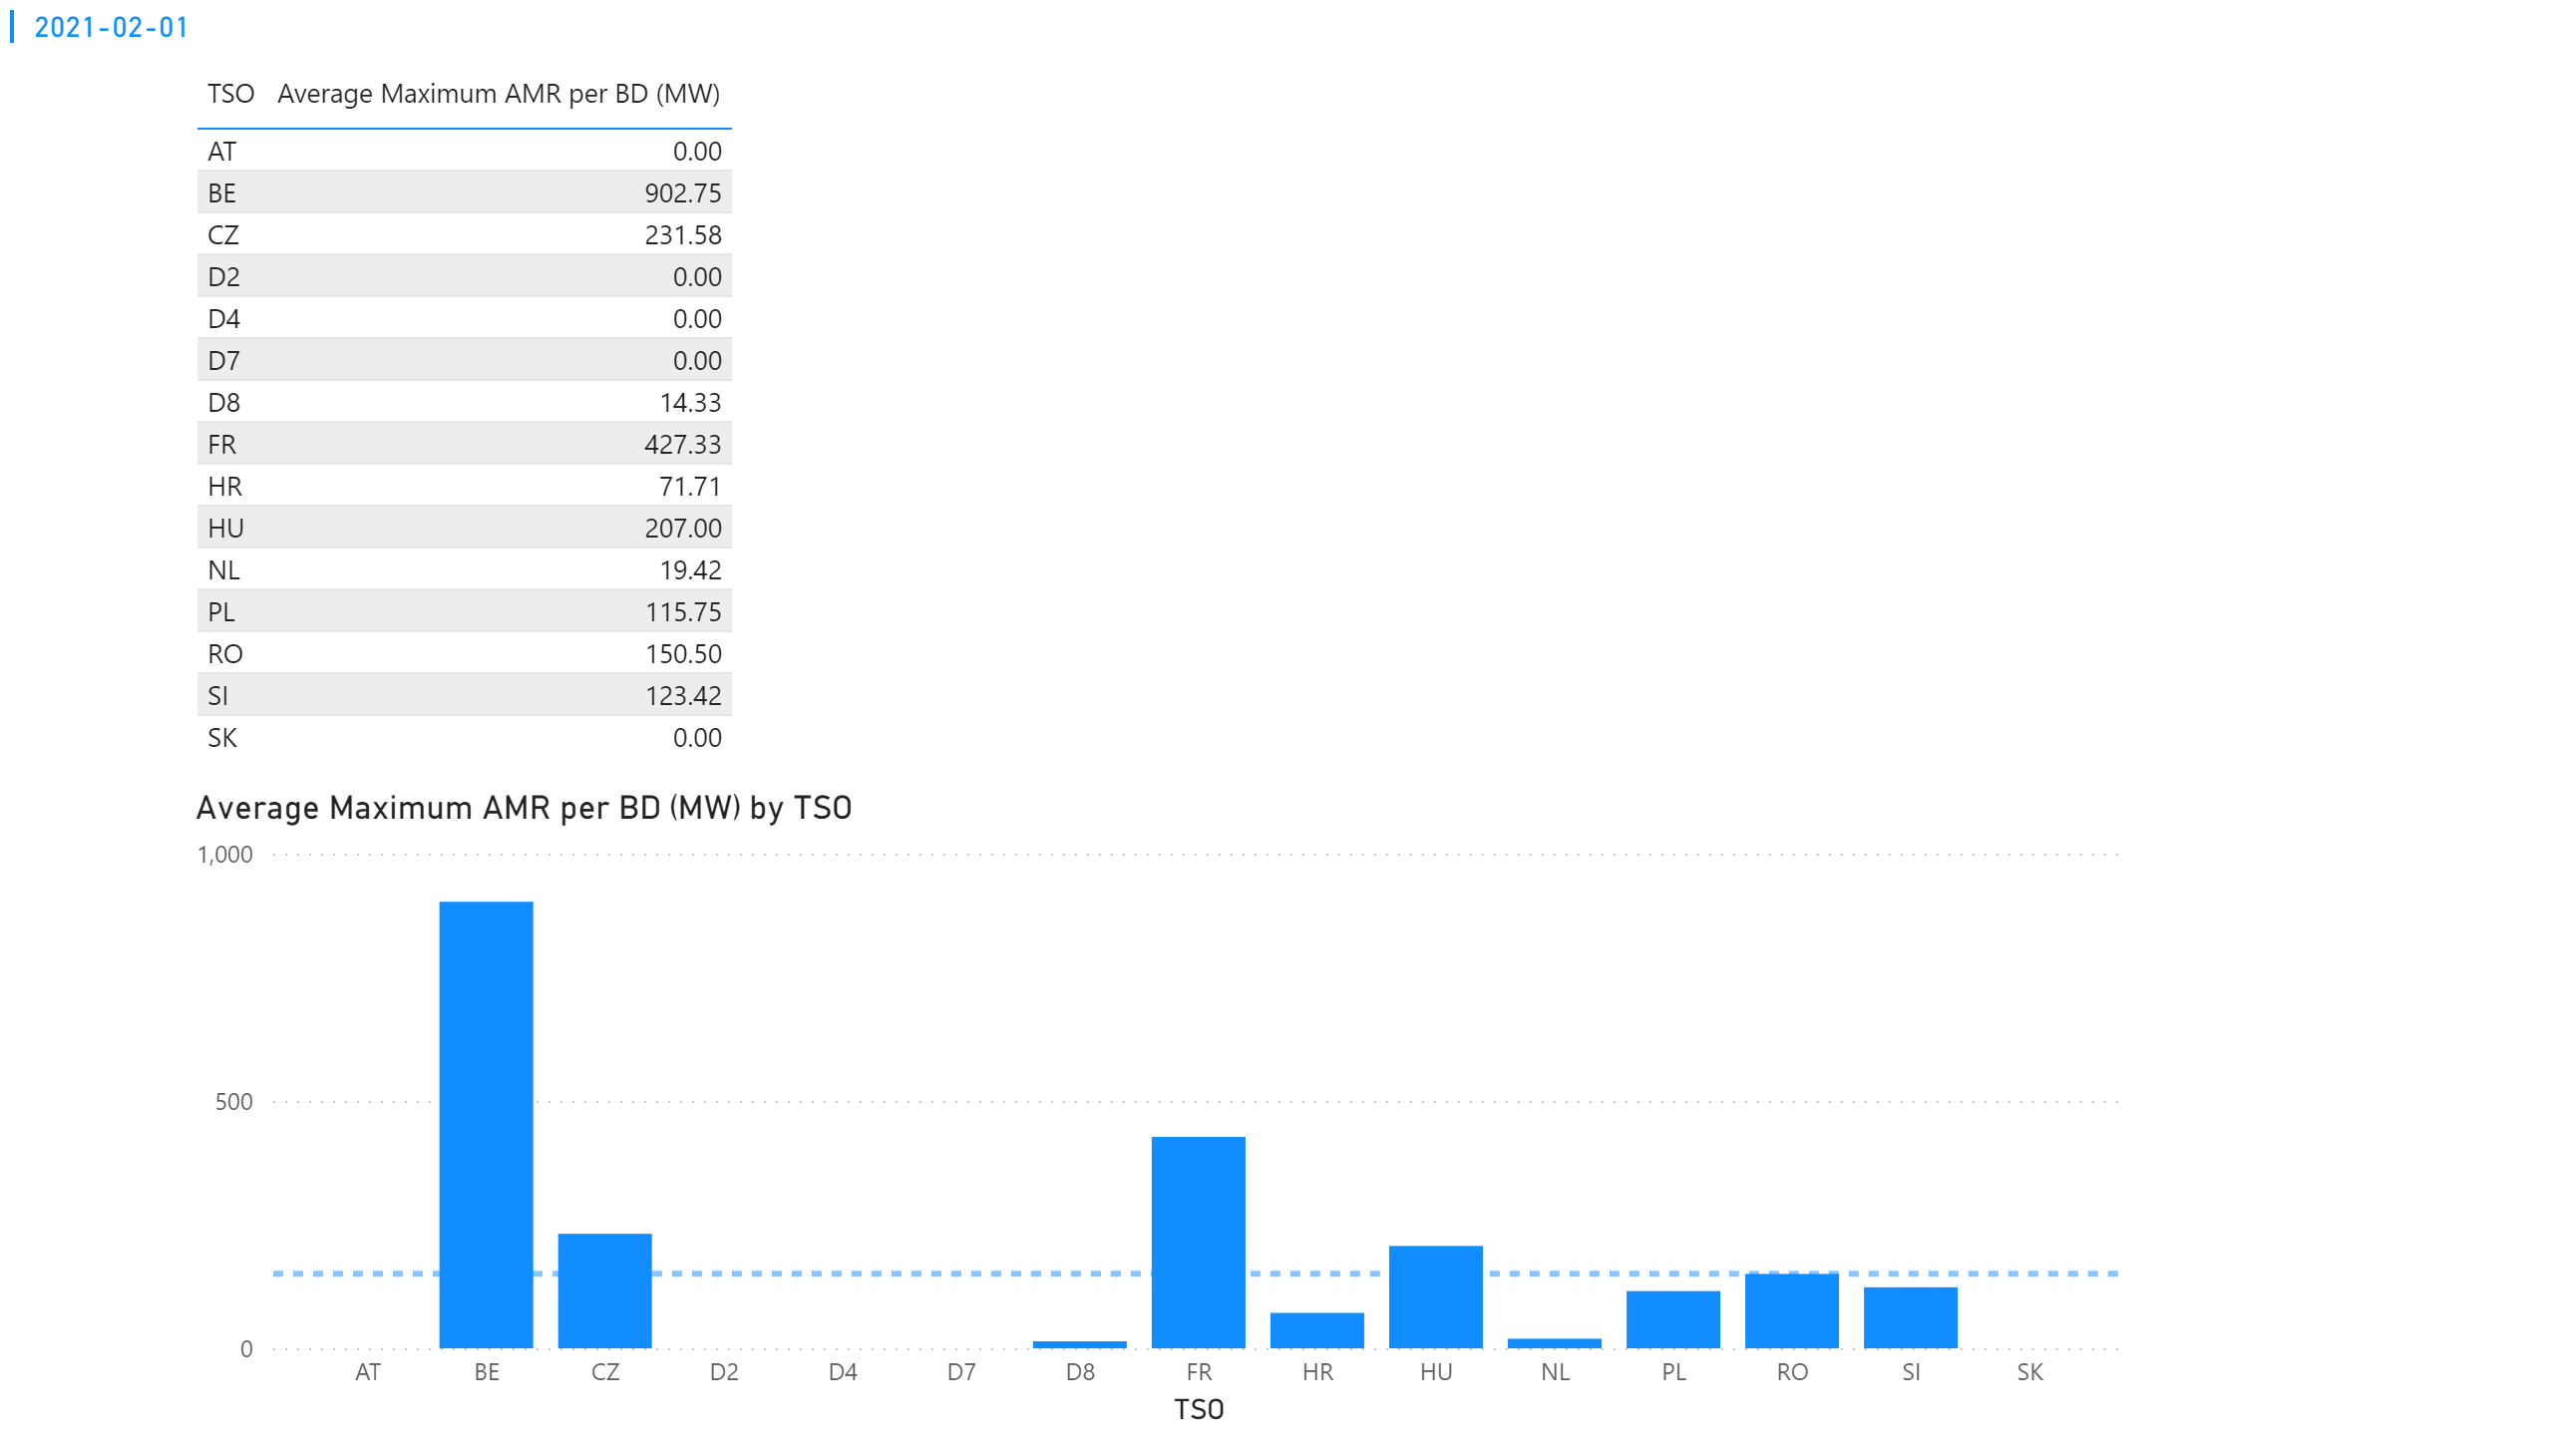 2021-02-01
TSO Average Maximum AMR per BD (MW)
AT 0.00
BE 902.75
CZ 231.58
D2 0.00
D4 0.00
D7 0.00
D8 14.33
FR 427.33
HR 71.71
HU 207.00
NL 19.42
PL 115.75
RO 150.50
SI 123.42
SK 0.00
Average Maximum AMR per BD (MW) by TSO
1,000
500
0
AT BE CZ D2 D4 D7 D8 FR HR HU NL PL RO SI SK
TSO